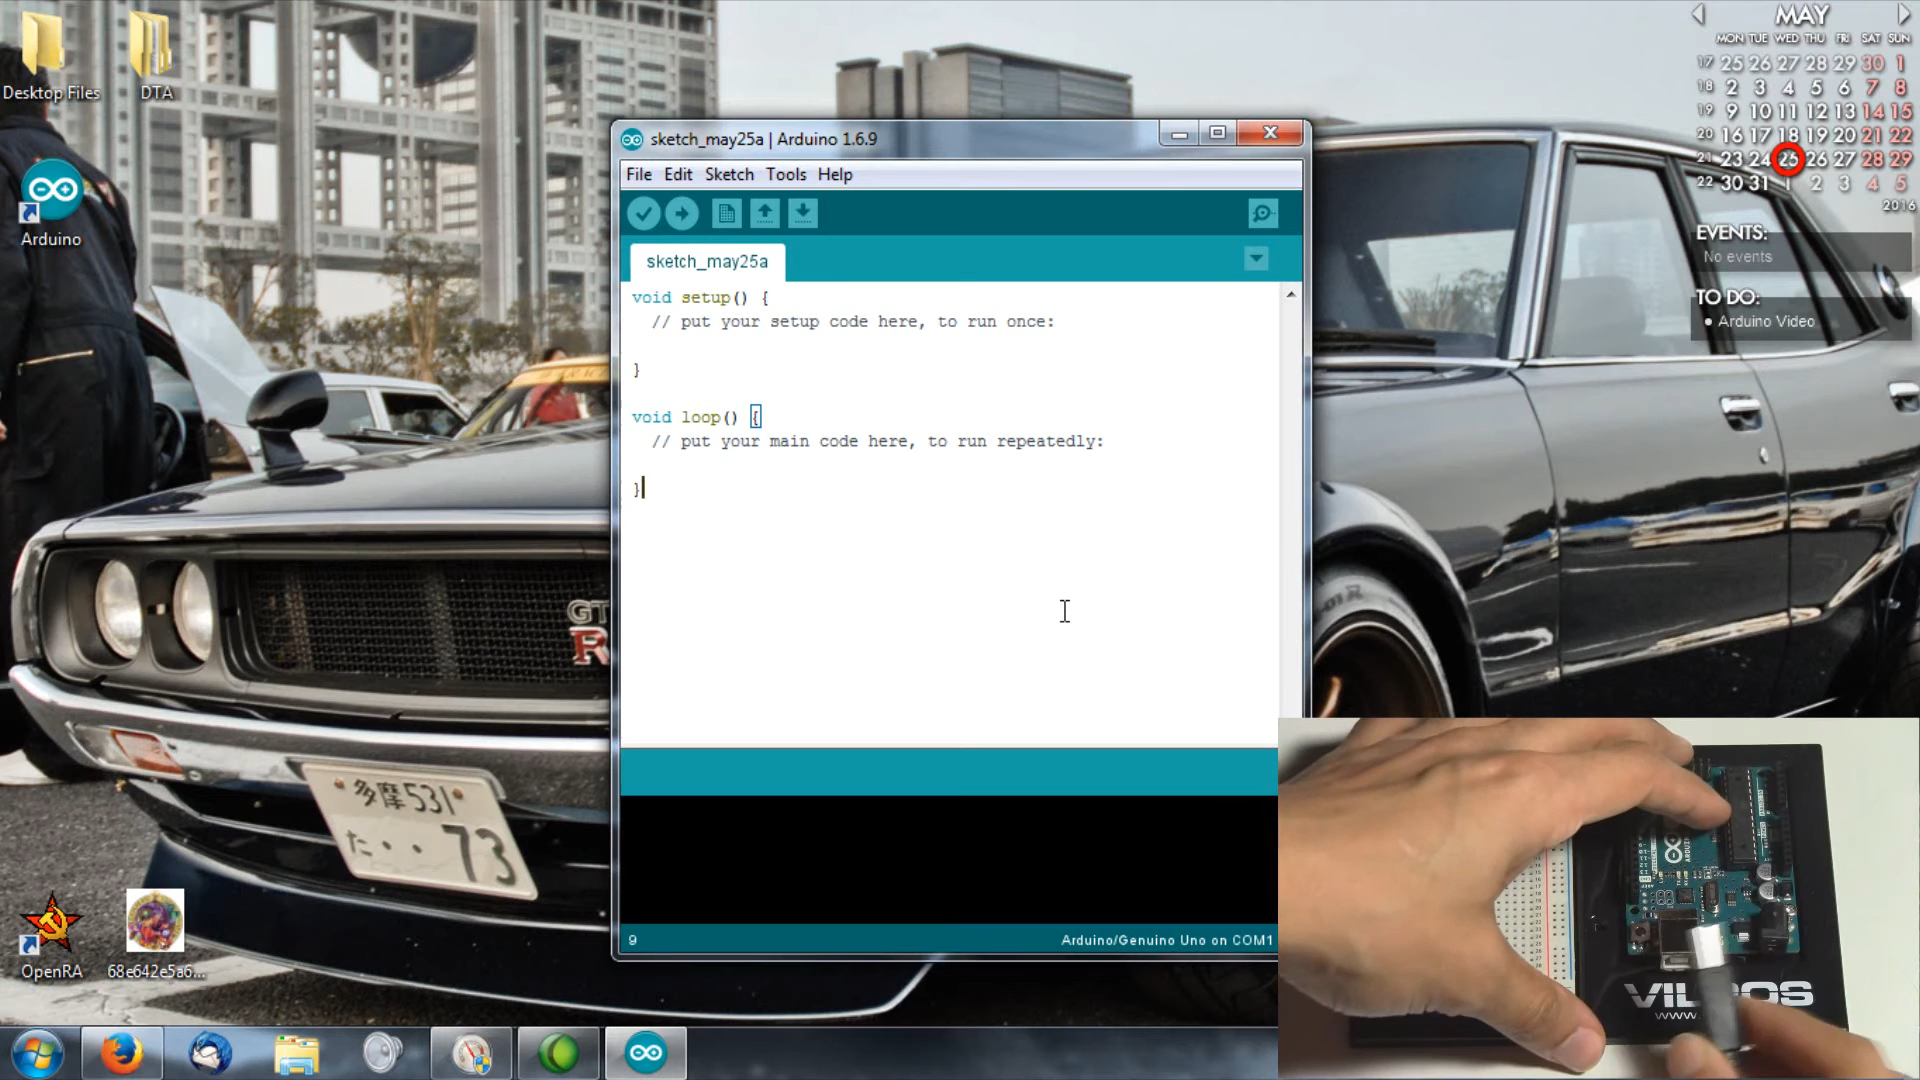 Desktop Files
DTA
Arduino
OpenRA
68e642e5a6...
sketch_may25a | Arduino 1.6.9
File Edit Sketch Tools Help
sketch_may25a
void setup() {
// put your setup code here, to run once:
}
void loop() {
// put your main code here, to run repeatedly:
}
9
Arduino/Genuino Uno on COM1
MAY
MON TUE WED THU FRI SAT SUN
17 25 26 27 28 29 30 1
18 2 3 4 5 6 7 8
19 9 10 11 12 13 14 15
20 16 17 18 19 20 21 22
21 23 24 25 26 27 28 29
22 30 31 1 2 3 4 5
2016
EVENTS:
No events
TO DO:
• Arduino Video
GT
R
多摩 531
た・・73
ARDUINO